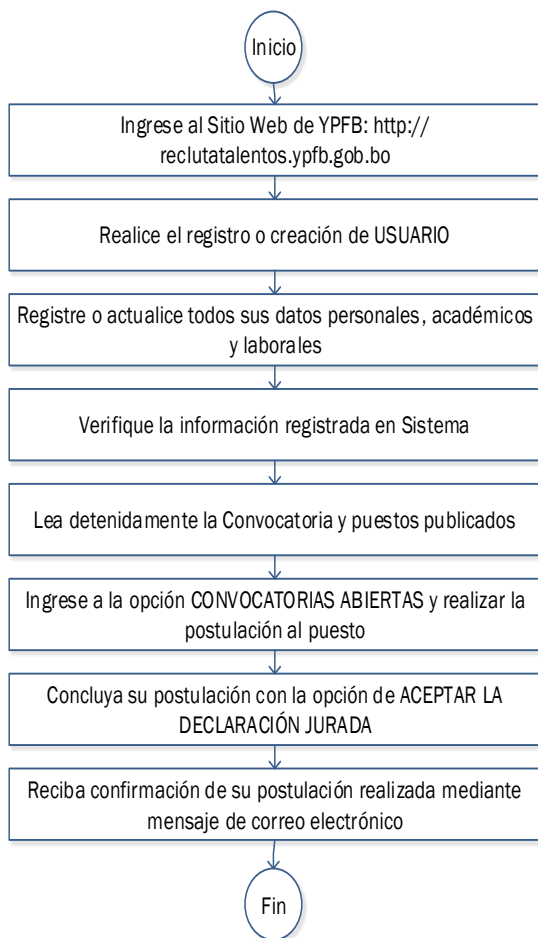 Inicio
Ingrese al Sitio Web de YPFB: http://
reclutatalentos.ypfb.gob.bo
Realice el registro o creación de USUARIO
Registre o actualice todos sus datos personales, académicos
y laborales
Verifique la información registrada en Sistema
Lea detenidamente la Convocatoria y puestos publicados
Ingrese a la opción CONVOCATORIAS ABIERTAS y realizar la
postulación al puesto
Concluya su postulación con la opción de ACEPTAR LA
DECLARACIÓN JURADA
Reciba confirmación de su postulación realizada mediante
mensaje de correo electrónico
Fin